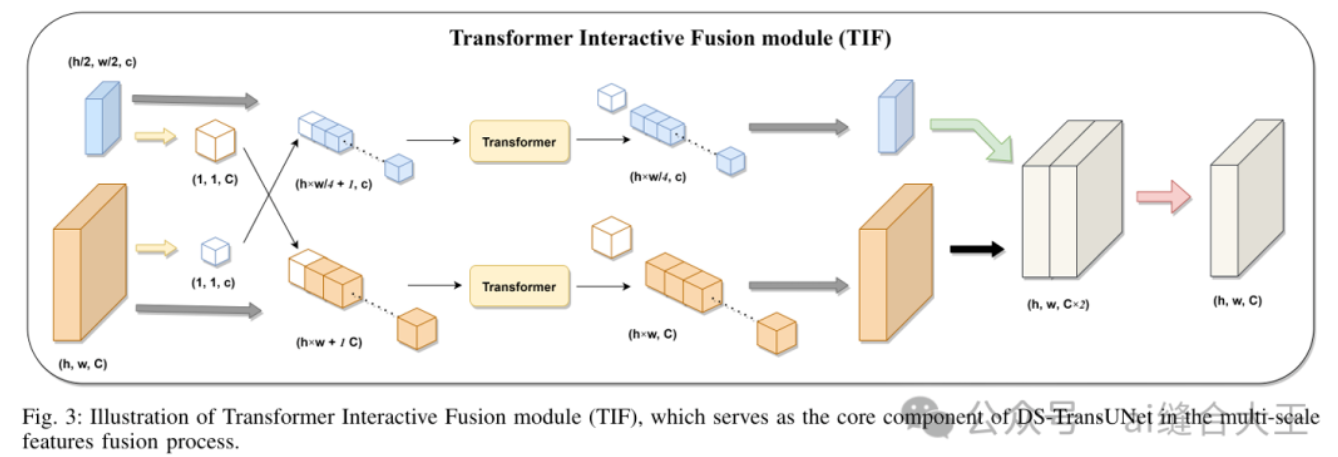 Transformer Interactive Fusion module (TIF)
(h/2, w/2, c)
(1, 1, C)
(h×w/4 + 1, c)
Transformer
(h×w/4, c)
(1, 1, c)
(h, w, C)
(h×w + 1 C)
Transformer
(h×w, C)
(h, w, C×2)
(h, w, C)
Fig. 3: Illustration of Transformer Interactive Fusion module (TIF), which serves as the core component of DS-TransUNet in the multi-scale
features fusion process.
公众号 ai缝合大王